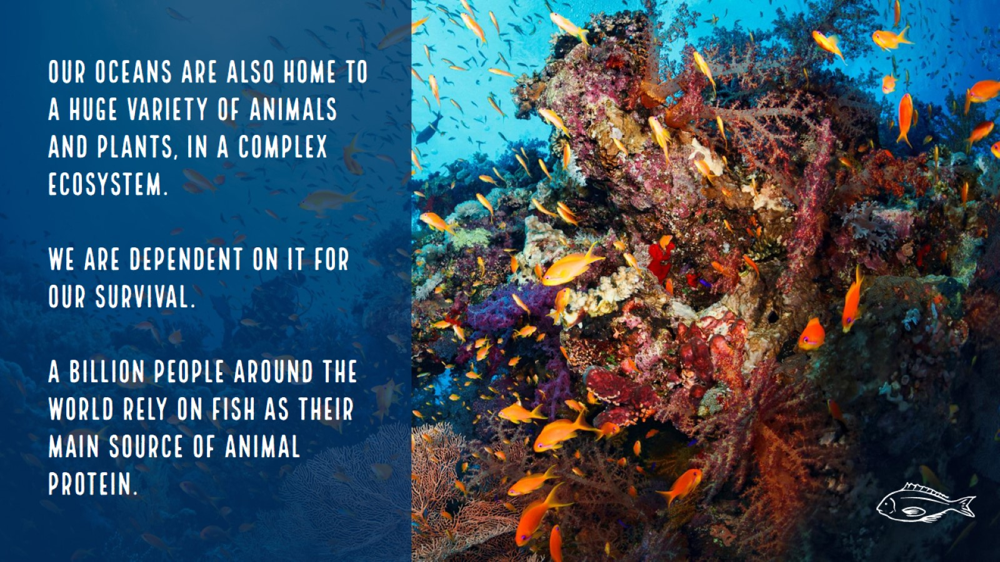 OUR OCEANS ARE ALSO HOME TO
A HUGE VARIETY OF ANIMALS
AND PLANTS, IN A COMPLEX
ECOSYSTEM.
WE ARE DEPENDENT ON IT FOR
OUR SURVIVAL.
A BILLION PEOPLE AROUND THE
WORLD RELY ON FISH AS THEIR
MAIN SOURCE OF ANIMAL
PROTEIN.